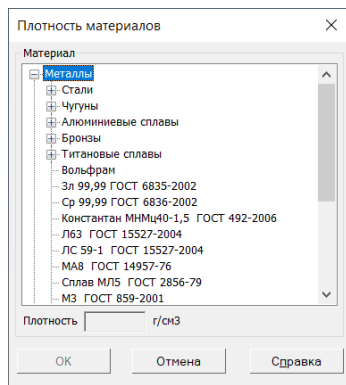 Плотность материалов
Материал
Металлы
Стали
Чугуны
Алюминиевые сплавы
Бронзы
Титановые сплавы
Вольфрам
Зл 99,99 ГОСТ 6835-2002
Ср 99,99 ГОСТ 6836-2002
Константан МНМц40-1,5 ГОСТ 492-2006
Л63 ГОСТ 15527-2004
ЛС 59-1 ГОСТ 15527-2004
МА8 ГОСТ 14957-76
Сплав МЛ5 ГОСТ 2856-79
М3 ГОСТ 859-2001
Плотность г/см3
ОК Отмена Справка